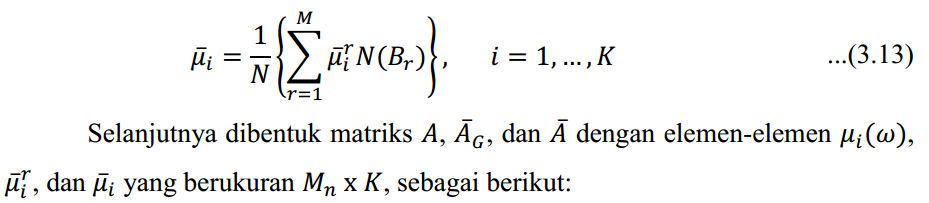 μ̄ᵢ = 1/N {∑_{r=1}^{M} μ̄ᵢʳ N(Bᵣ)}, i = 1, … , K ...(3.13)
Selanjutnya dibentuk matriks A, Ā_G, dan Ā dengan elemen-elemen μᵢ(ω),
μ̄ᵢʳ, dan μ̄ᵢ yang berukuran Mₙ x K, sebagai berikut: